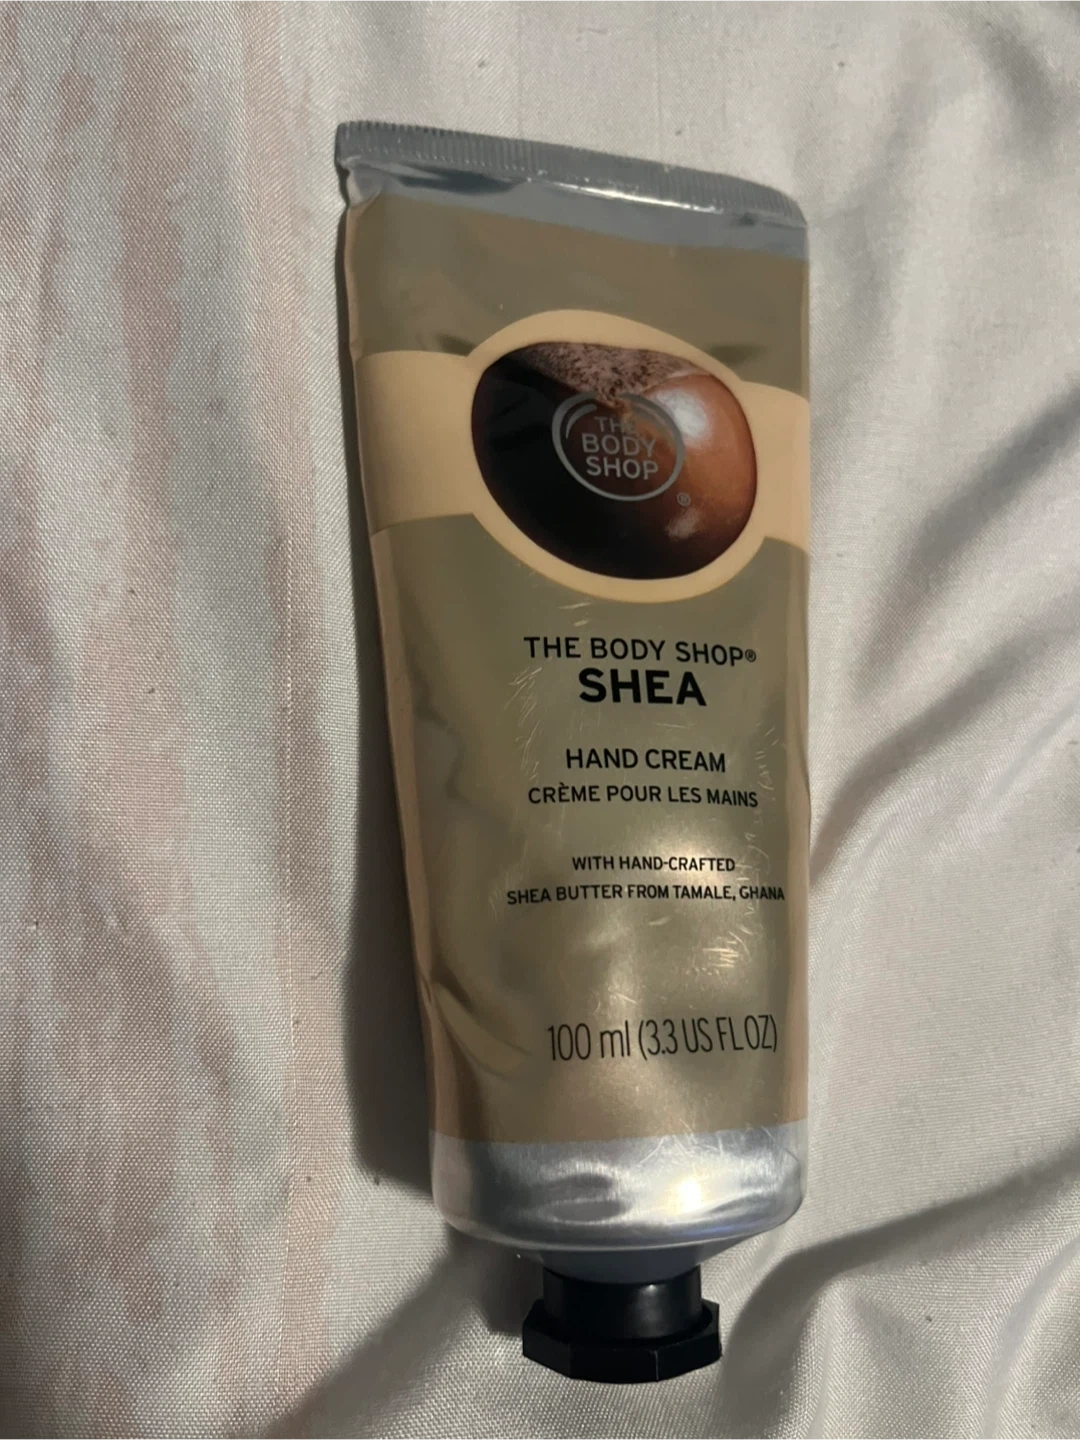 THE
BODY
SHOP
®
THE BODY SHOP®
SHEA
HAND CREAM
CRÈME POUR LES MAINS
WITH HAND-CRAFTED
SHEA BUTTER FROM TAMALE, GHANA
100 ml (3.3 US FL OZ)